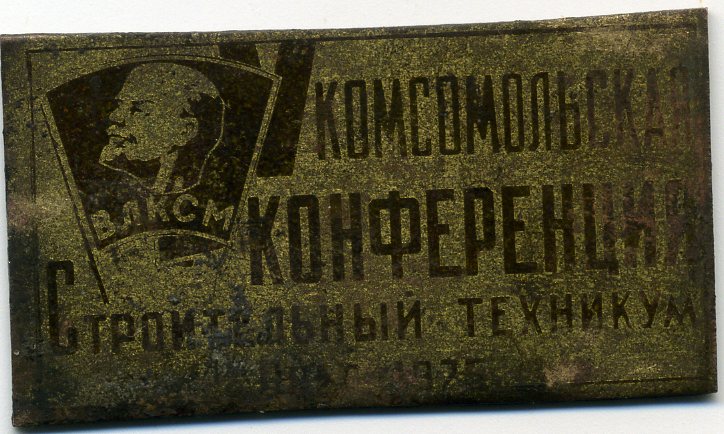 ВЛКСМ
V КОМСОМОЛЬСКАЯ
КОНФЕРЕНЦИЯ
СТРОИТЕЛЬНЫЙ ТЕХНИКУМ